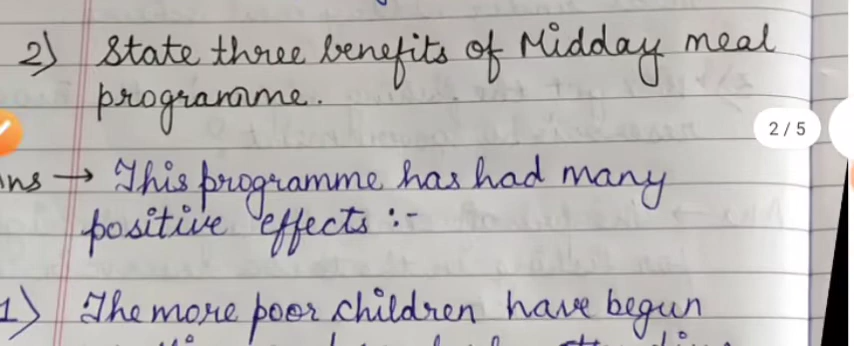 2) State three benefits of Midday meal
programme.
2/5
Ans → This programme has had many
positive effects :-
1) The more poor children have begun